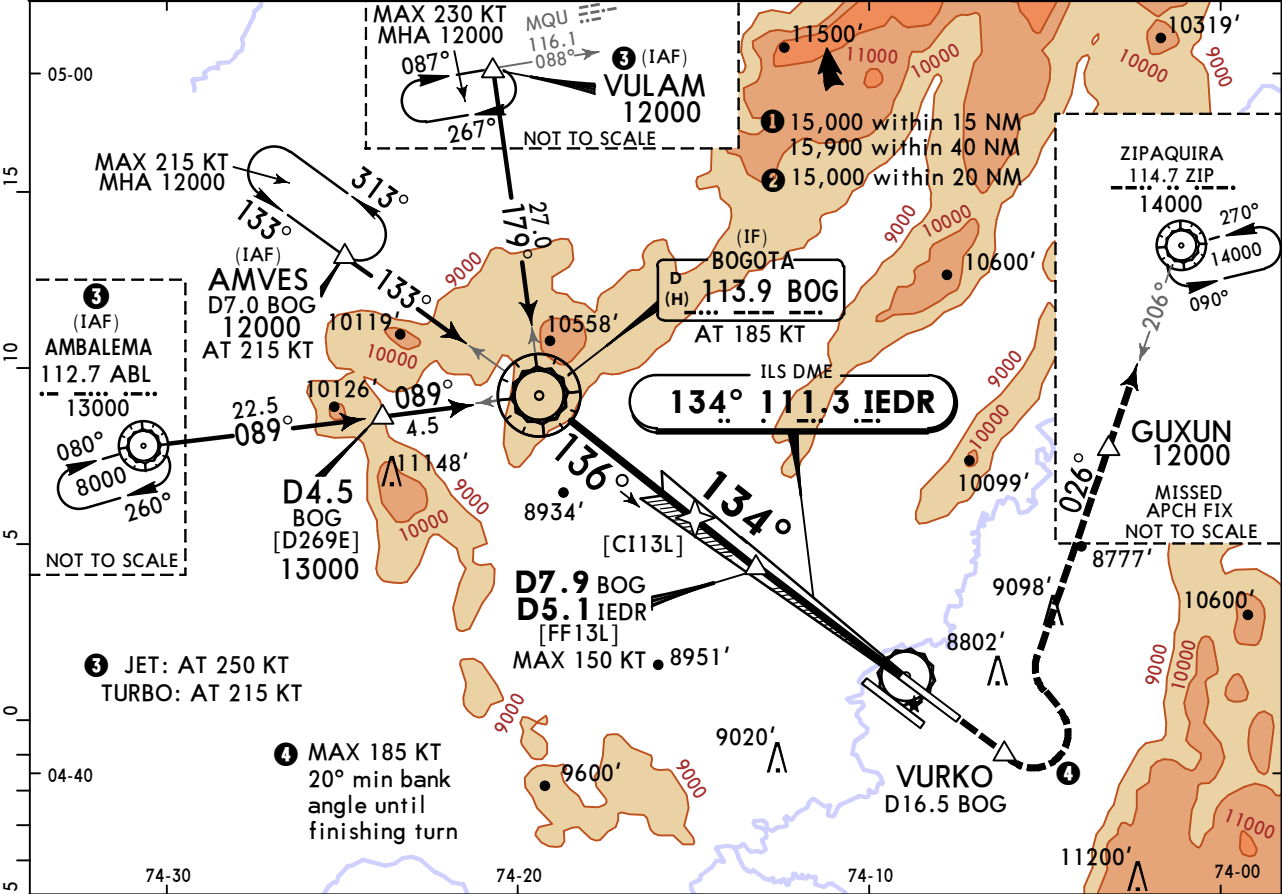 MAX 230 KT
MHA 12000
MQU
116.1
088°
087°
267°
3 (IAF)
VULAM
12000
NOT TO SCALE
05-00
11500'
11000
10000
10319'
10000
9000
1 15,000 within 15 NM
15,900 within 40 NM
2 15,000 within 20 NM
ZIPAQUIRA
114.7 ZIP
14000
270°
14000
090°
206°
MAX 215 KT
MHA 12000
313°
133°
15
(IAF)
AMVES
D7.0 BOG
12000
AT 215 KT
133°
27.0
179°
9000
9000
10000
10600'
(IF)
BOGOTA
D
(H) 113.9 BOG
AT 185 KT
3
(IAF)
AMBALEMA
112.7 ABL
13000
080°
8000
260°
NOT TO SCALE
10119'
10000
10558'
10126'
089°
4.5
22.5
089°
10
ILS DME
134° 111.3 IEDR
9000
10000
10099'
GUXUN
12000
026°
MISSED
APCH FIX
NOT TO SCALE
11148'
9000
10000
D4.5
BOG
[D269E]
13000
136°
134°
8934'
[CI13L]
5
D7.9 BOG
D5.1 IEDR
[FF13L]
MAX 150 KT
8951'
8777'
9098'
8802'
10600'
9000
10000
3 JET: AT 250 KT
TURBO: AT 215 KT
9000
0
9020'
4 MAX 185 KT
20° min bank
angle until
finishing turn
04-40
9600'
9000
VURKO
D16.5 BOG
4
11000
11200'
5
74-30
74-20
74-10
74-00